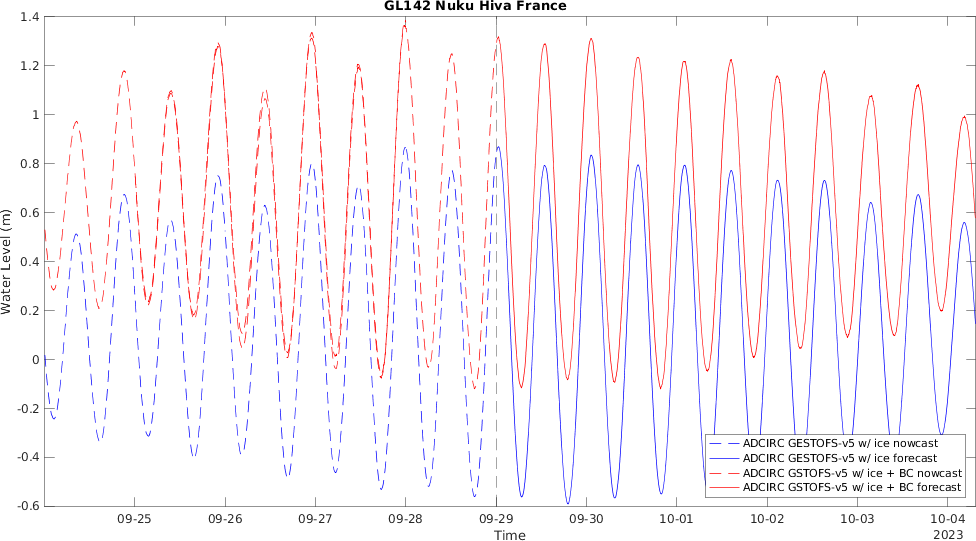 GL142 Nuku Hiva France
Water Level (m)
1.4
1.2
1
0.8
0.6
0.4
0.2
0
-0.2
-0.4
-0.6
ADCIRC GESTOFS-v5 w/ ice nowcast
ADCIRC GESTOFS-v5 w/ ice forecast
ADCIRC GSTOFS-v5 w/ ice + BC nowcast
ADCIRC GSTOFS-v5 w/ ice + BC forecast
09-25 09-26 09-27 09-28 09-29 09-30 10-01 10-02 10-03 10-04
Time
2023